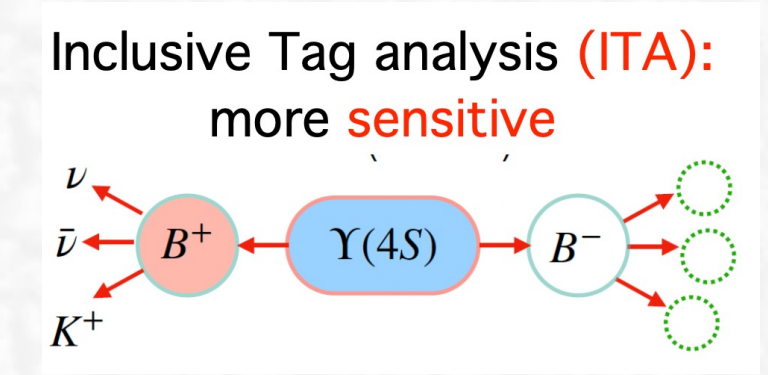 Inclusive Tag analysis (ITA):
more sensitive
ν
ν̄
K⁺
B⁺
Υ(4S)
B⁻